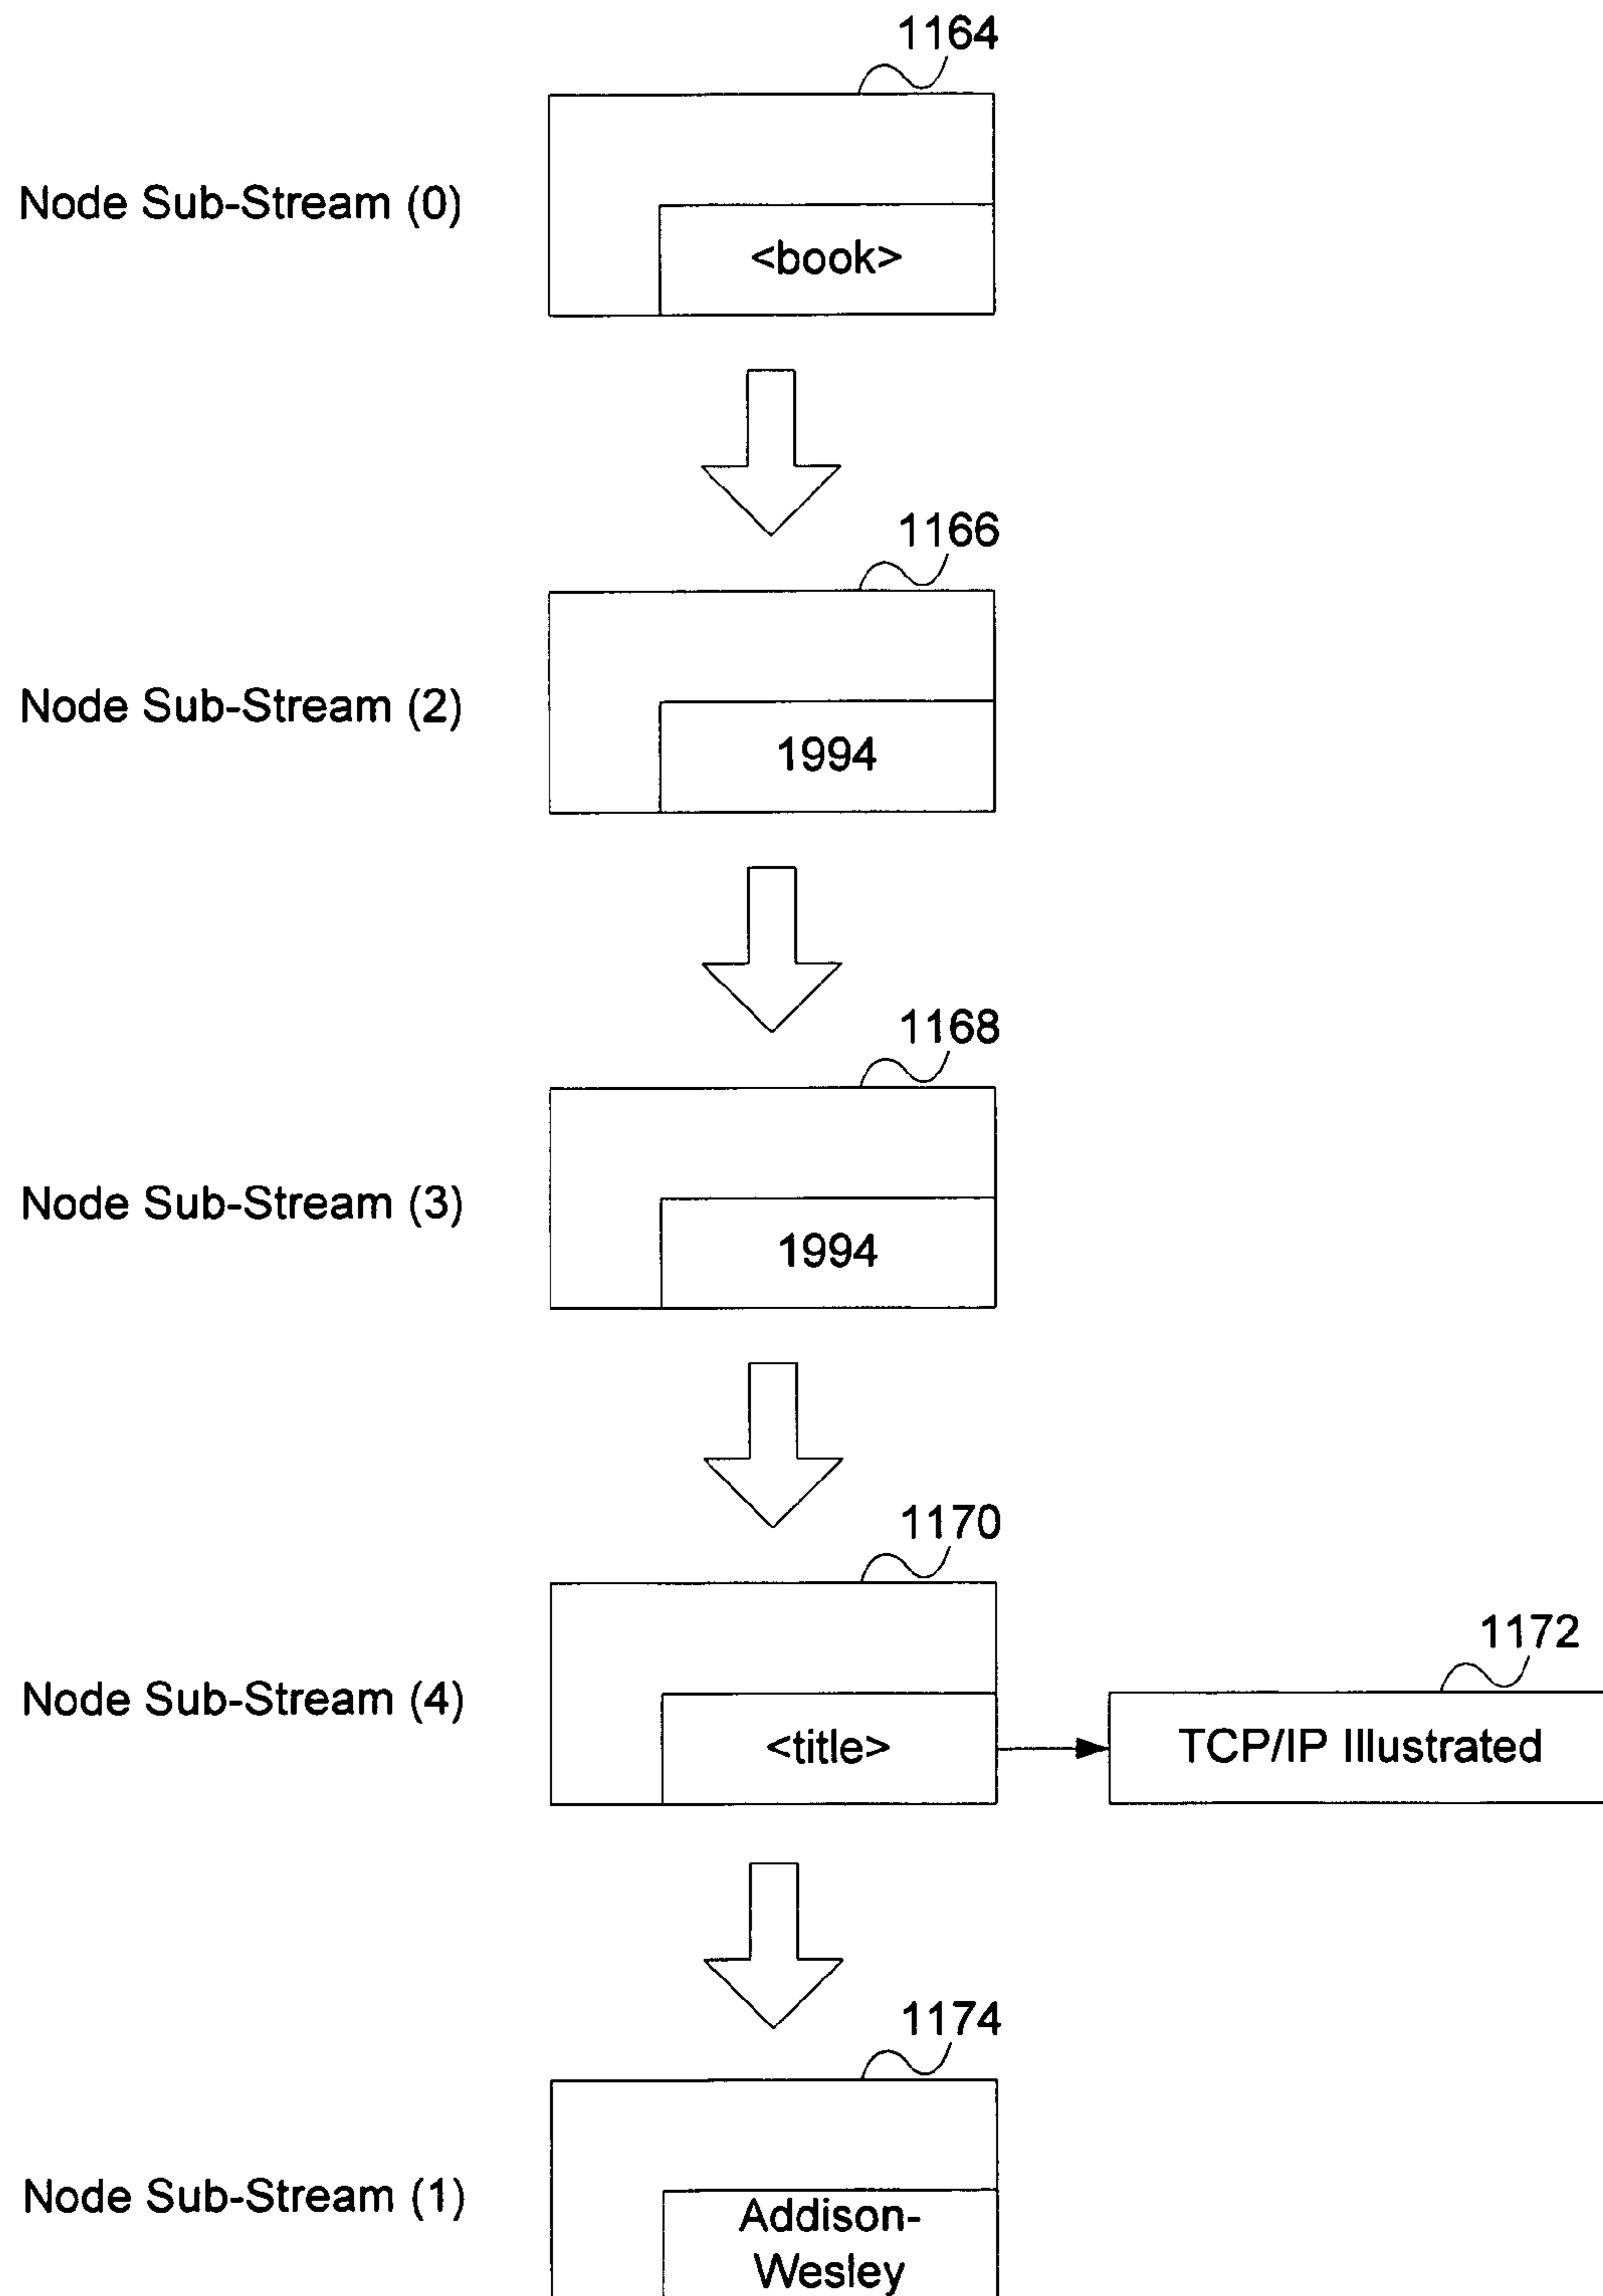 1164
Node Sub-Stream (0)
<book>
1166
Node Sub-Stream (2)
1994
1168
Node Sub-Stream (3)
1994
1170
1172
Node Sub-Stream (4)
<title>
TCP/IP Illustrated
1174
Node Sub-Stream (1)
Addison-
Wesley